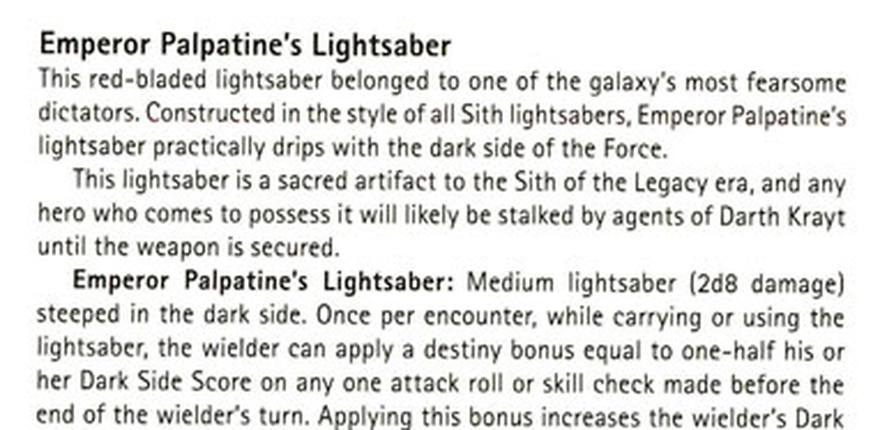 Emperor Palpatine's Lightsaber
This red-bladed lightsaber belonged to one of the galaxy's most fearsome
dictators. Constructed in the style of all Sith lightsabers, Emperor Palpatine's
lightsaber practically drips with the dark side of the Force.
This lightsaber is a sacred artifact to the Sith of the Legacy era, and any
hero who comes to possess it will likely be stalked by agents of Darth Krayt
until the weapon is secured.
Emperor Palpatine's Lightsaber: Medium lightsaber (2d8 damage)
steeped in the dark side. Once per encounter, while carrying or using the
lightsaber, the wielder can apply a destiny bonus equal to one-half his or
her Dark Side Score on any one attack roll or skill check made before the
end of the wielder's turn. Applying this bonus increases the wielder's Dark